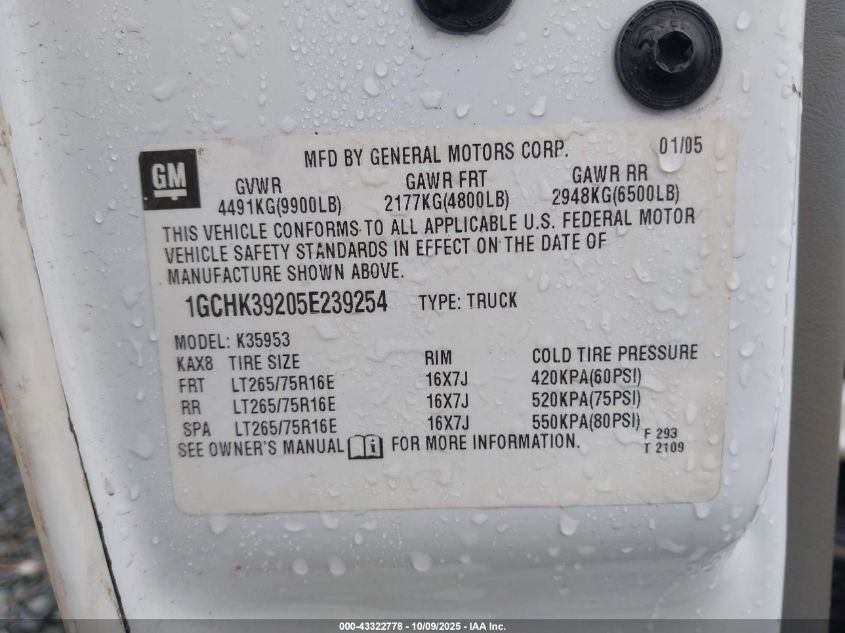 MFD BY GENERAL MOTORS CORP. 01/05
GM
GVWR GAWR FRT GAWR RR
4491KG(9900LB) 2177KG(4800LB) 2948KG(6500LB)
THIS VEHICLE CONFORMS TO ALL APPLICABLE U.S. FEDERAL MOTOR
VEHICLE SAFETY STANDARDS IN EFFECT ON THE DATE OF
MANUFACTURE SHOWN ABOVE.
1GCHK39205E239254 TYPE: TRUCK
MODEL: K35953
KAX8 TIRE SIZE RIM COLD TIRE PRESSURE
FRT LT265/75R16E 16X7J 420KPA(60PSI)
RR LT265/75R16E 16X7J 520KPA(75PSI)
SPA LT265/75R16E 16X7J 550KPA(80PSI)
SEE OWNER'S MANUAL i FOR MORE INFORMATION.
F 293
T 2109
000-43322778 - 10/09/2025 - IAA Inc.